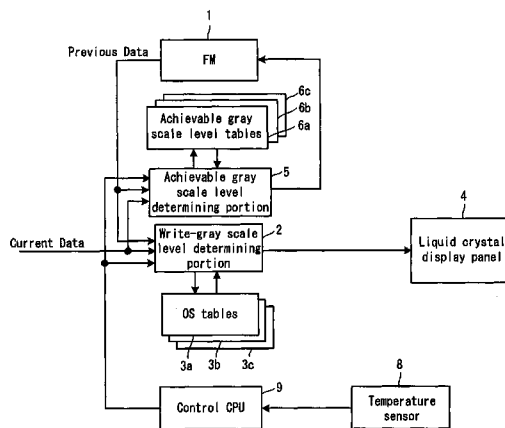 1
Previous Data
FM
6c
6b
6a
Achievable gray
scale level tables
5
Achievable gray
scale level
determining portion
4
Current Data
2
Write-gray scale
level determining
portion
Liquid crystal
display panel
OS tables
3a
3b
3c
9
8
Control CPU
Temperature
sensor